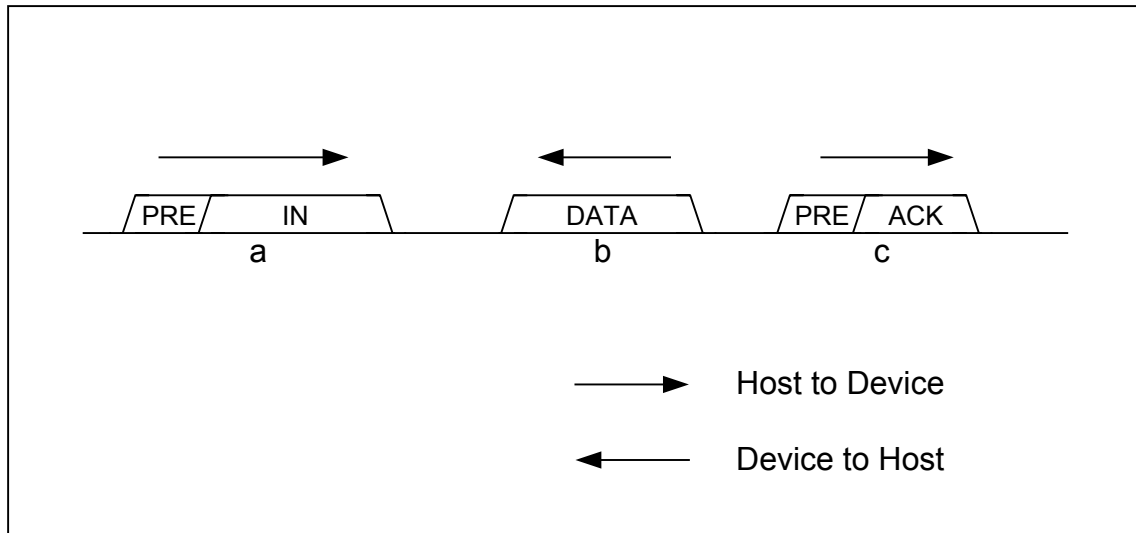 PRE IN DATA PRE ACK
a b c
Host to Device
Device to Host